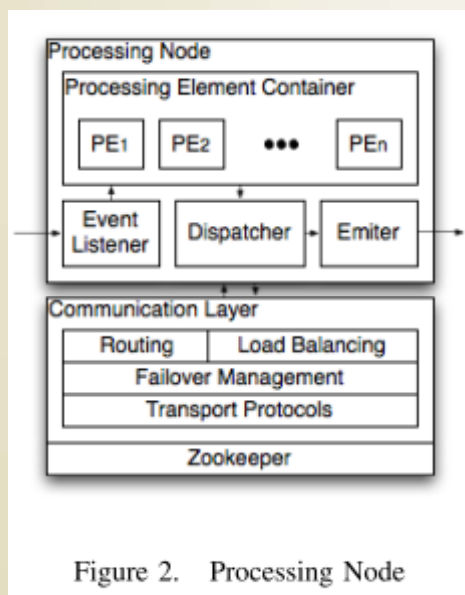 Processing Node
Processing Element Container
PE1 PE2 ••• PEn
Event
Listener
Dispatcher
Emiter
Communication Layer
Routing Load Balancing
Failover Management
Transport Protocols
Zookeeper
Figure 2. Processing Node